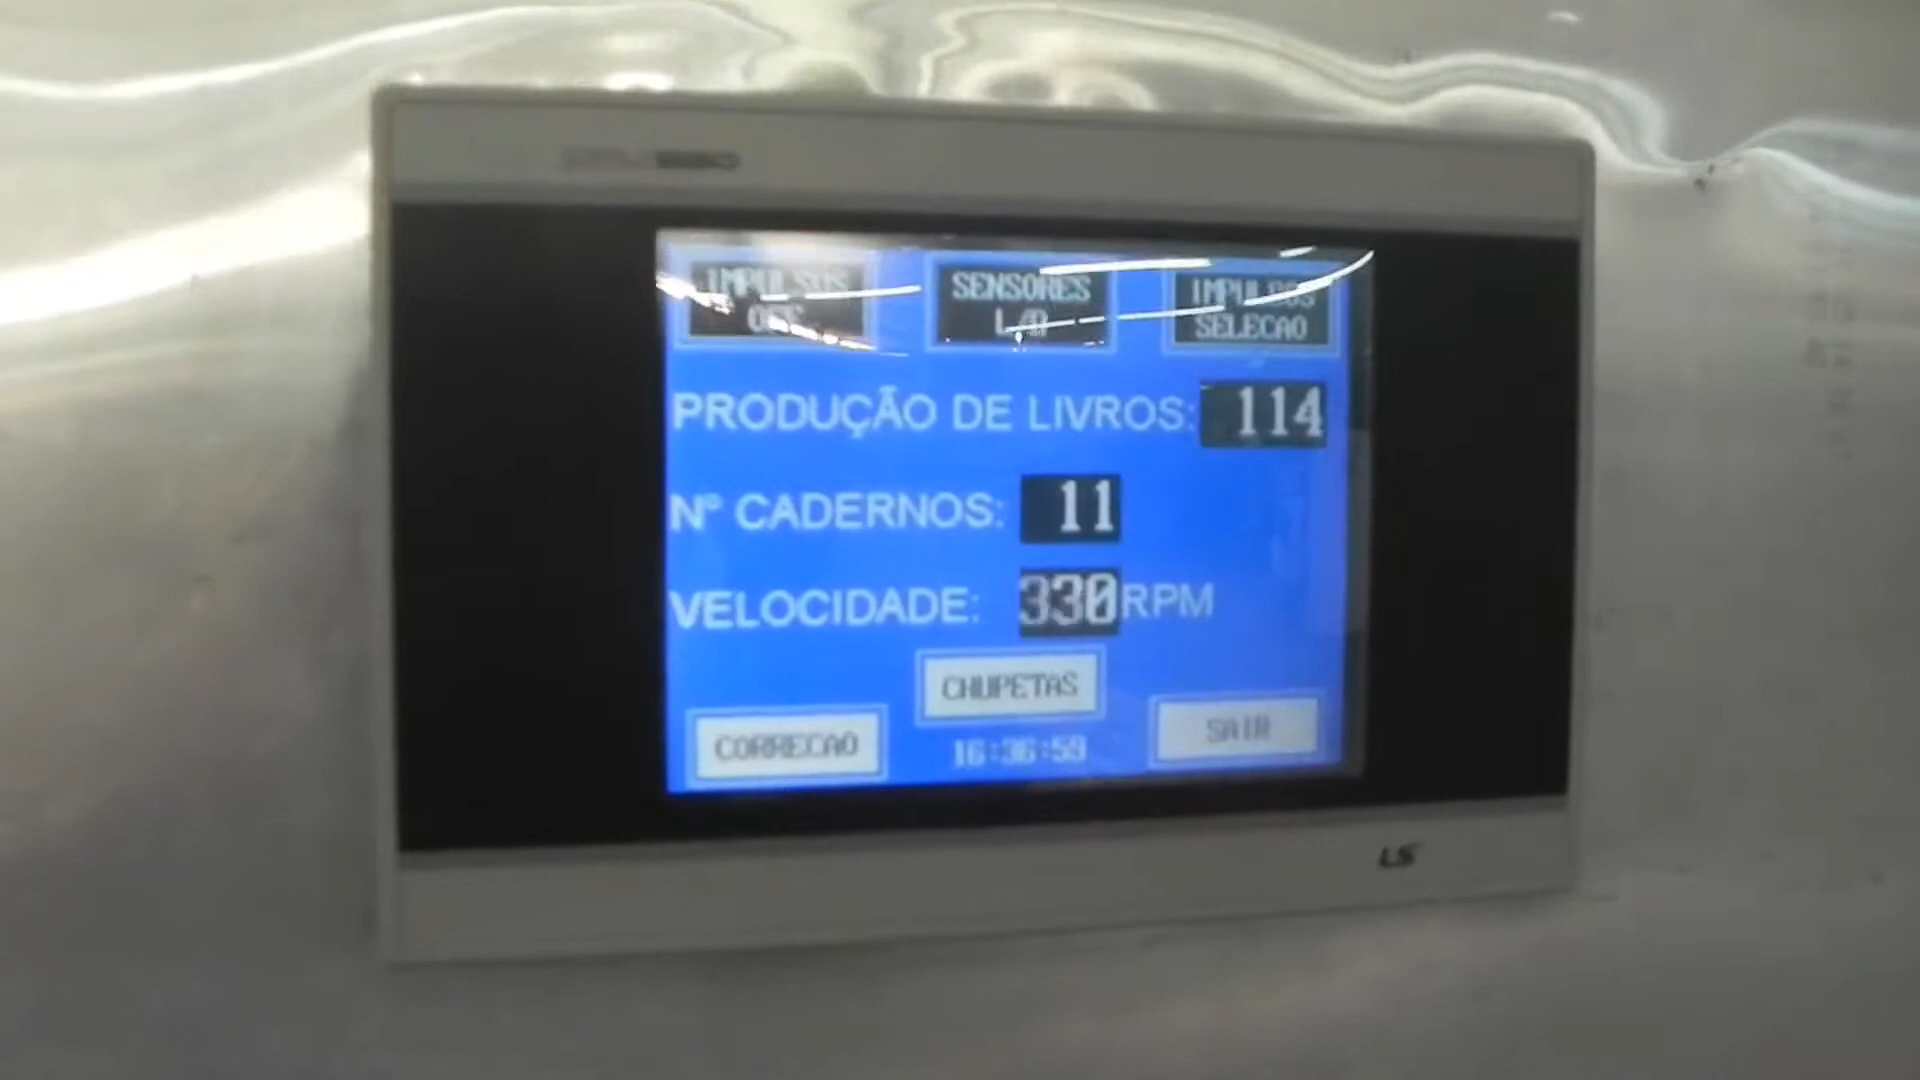 IMPULSOS
OFF
SENSORES
L/D
IMPULSOS
SELECAO
PRODUÇÃO DE LIVROS: 114
Nº CADERNOS: 11
VELOCIDADE: 330 RPM
CHUPETAS
CORRECAO
16:36:59
SAIR
LS